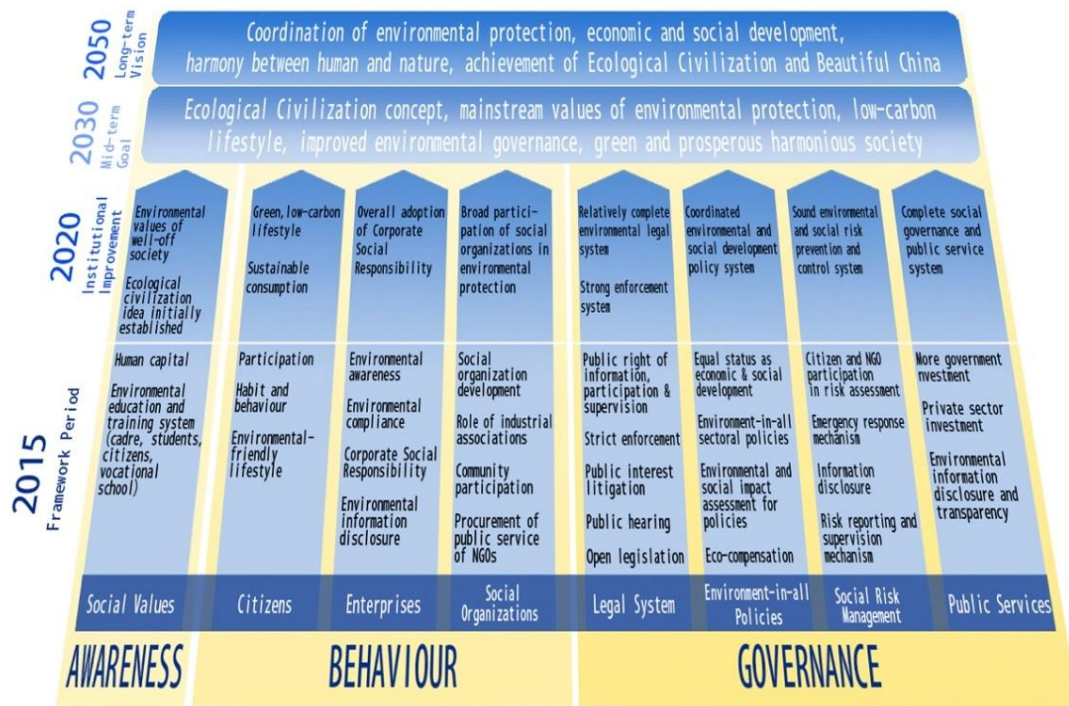 2050
Long-term
Vision
Coordination of environmental protection, economic and social development,
harmony between human and nature, achievement of Ecological Civilization and Beautiful China
2030
Mid-term
Goal
Ecological Civilization concept, mainstream values of environmental protection, low-carbon
lifestyle, improved environmental governance, green and prosperous harmonious society
2020
Institutional
Improvement
Environmental
values of
well-off
society
Ecological
civilization
idea initially
established
Green, low-carbon
lifestyle
Sustainable
consumption
Overall adoption
of Corporate
Social
Responsibility
Broad partici-
pation of social
organizations in
environmental
protection
Relatively complete
environmental legal
system
Strong enforcement
system
Coordinated
environmental and
social development
policy system
Sound environmental
and social risk
prevention and
control system
Complete social
governance and
public service
system
2015
Framework Period
Human capital
Environmental
education and
training system
(cadre, students,
citizens,
vocational
school)
Participation
Habit and
behaviour
Environmental-
friendly
lifestyle
Environmental
awareness
Environmental
compliance
Corporate Social
Responsibility
Environmental
information
disclosure
Social
organization
development
Role of industrial
associations
Community
participation
Procurement of
public service
of NGOs
Public right of
information,
participation &
supervision
Strict enforcement
Public interest
litigation
Public hearing
Open legislation
Equal status as
economic & social
development
Environment-in-all
sectoral policies
Environmental and
social impact
assessment for
policies
Eco-compensation
Citizen and NGO
participation
in risk assessment
Emergency response
mechanism
Information
disclosure
Risk reporting and
supervision
mechanism
More government
nvestment
Private sector
investment
Environmental
information
disclosure and
transparency
Social Values
Citizens
Enterprises
Social
Organizations
Legal System
Environment-in-all
Policies
Social Risk
Management
Public Services
AWARENESS
BEHAVIOUR
GOVERNANCE